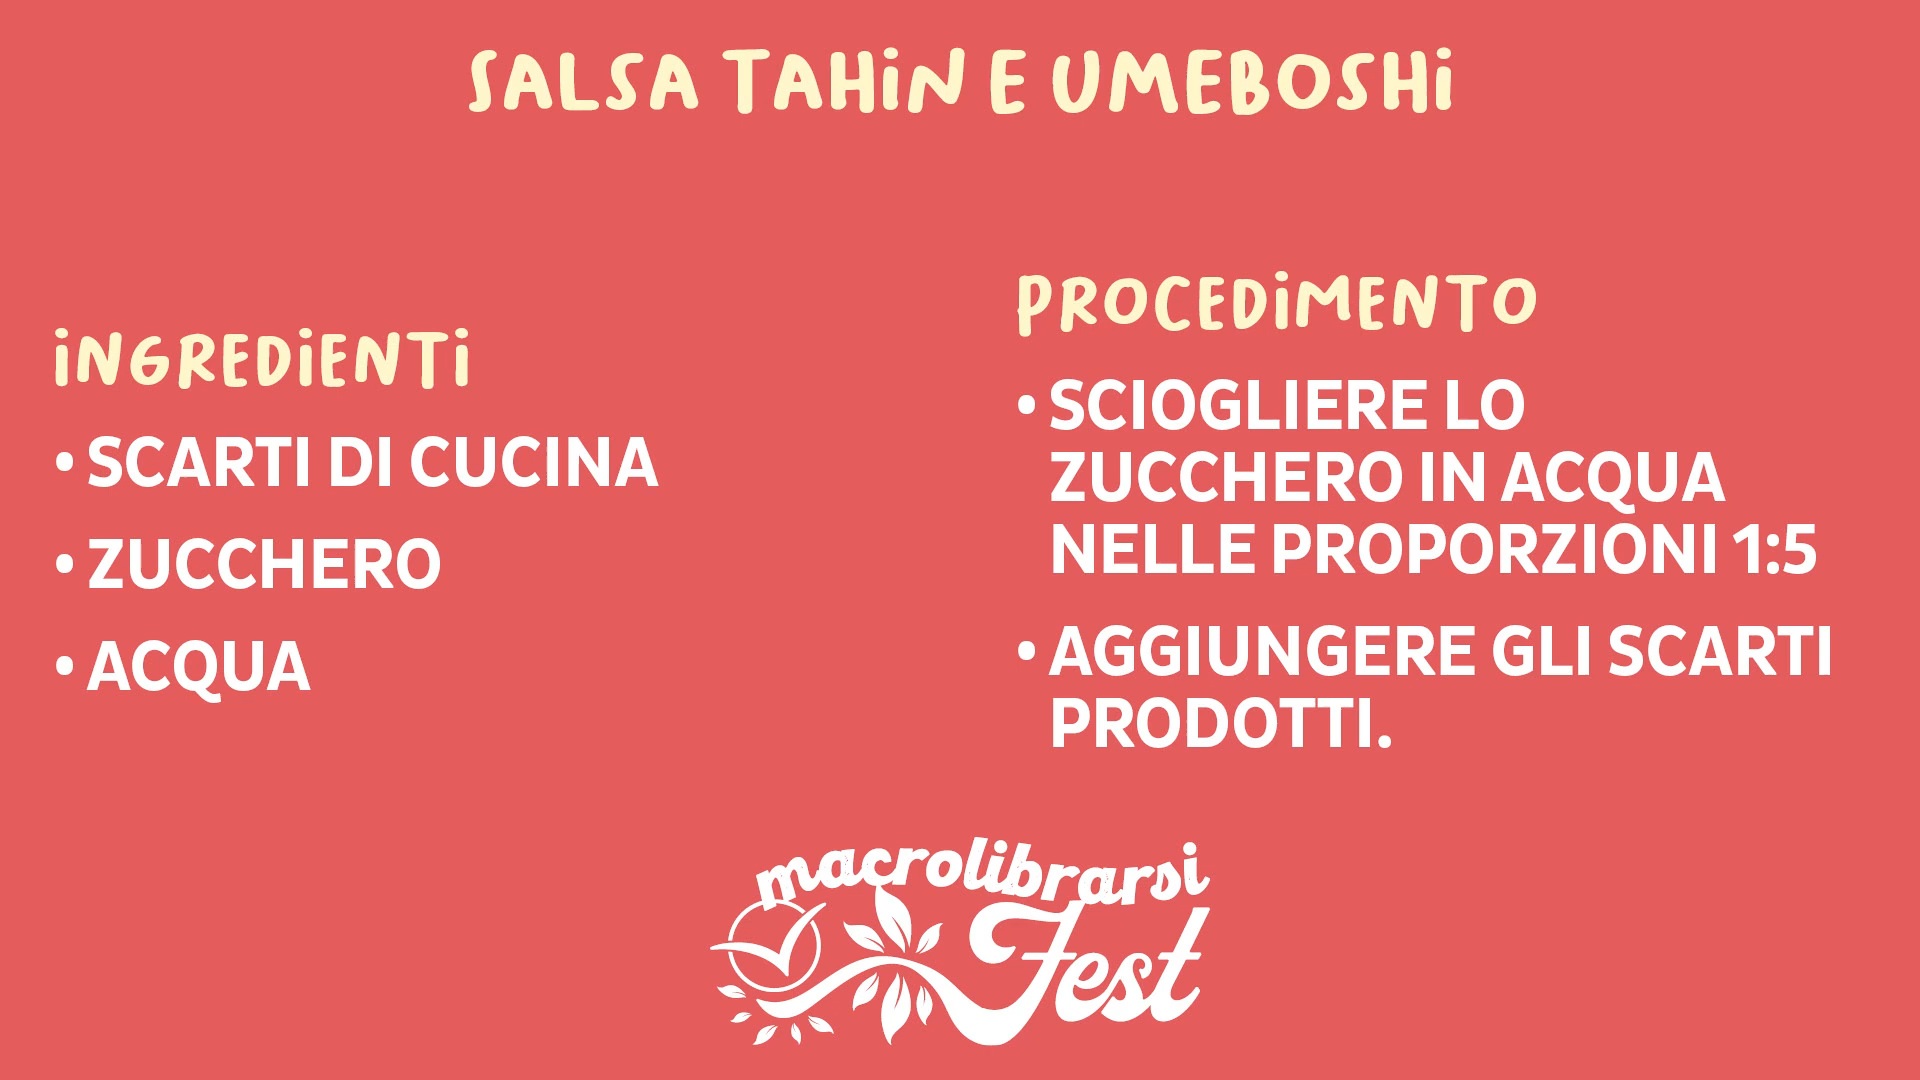 SALSA TAHiN E UMEBOSHi
iNGREDiENTi
• SCARTI DI CUCINA
• ZUCCHERO
• ACQUA
PROCEDiMENTO
• SCIOGLIERE LO
ZUCCHERO IN ACQUA
NELLE PROPORZIONI 1:5
• AGGIUNGERE GLI SCARTI
PRODOTTI.
macrolibrarsi
Fest